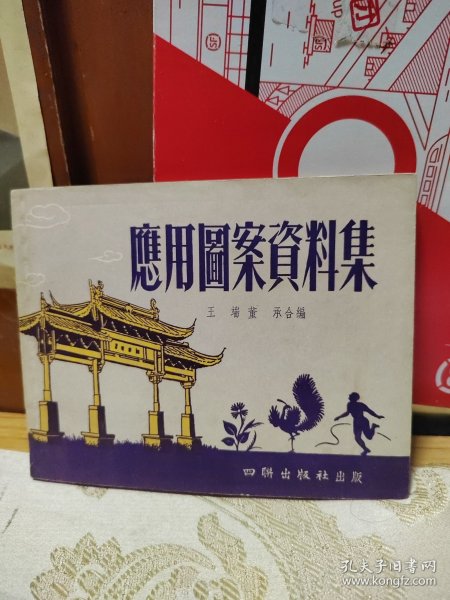 應用圖案資料集
王 瑞 董 承合編
四聯出版社出版
孔夫子旧书网
www.kongfz.com